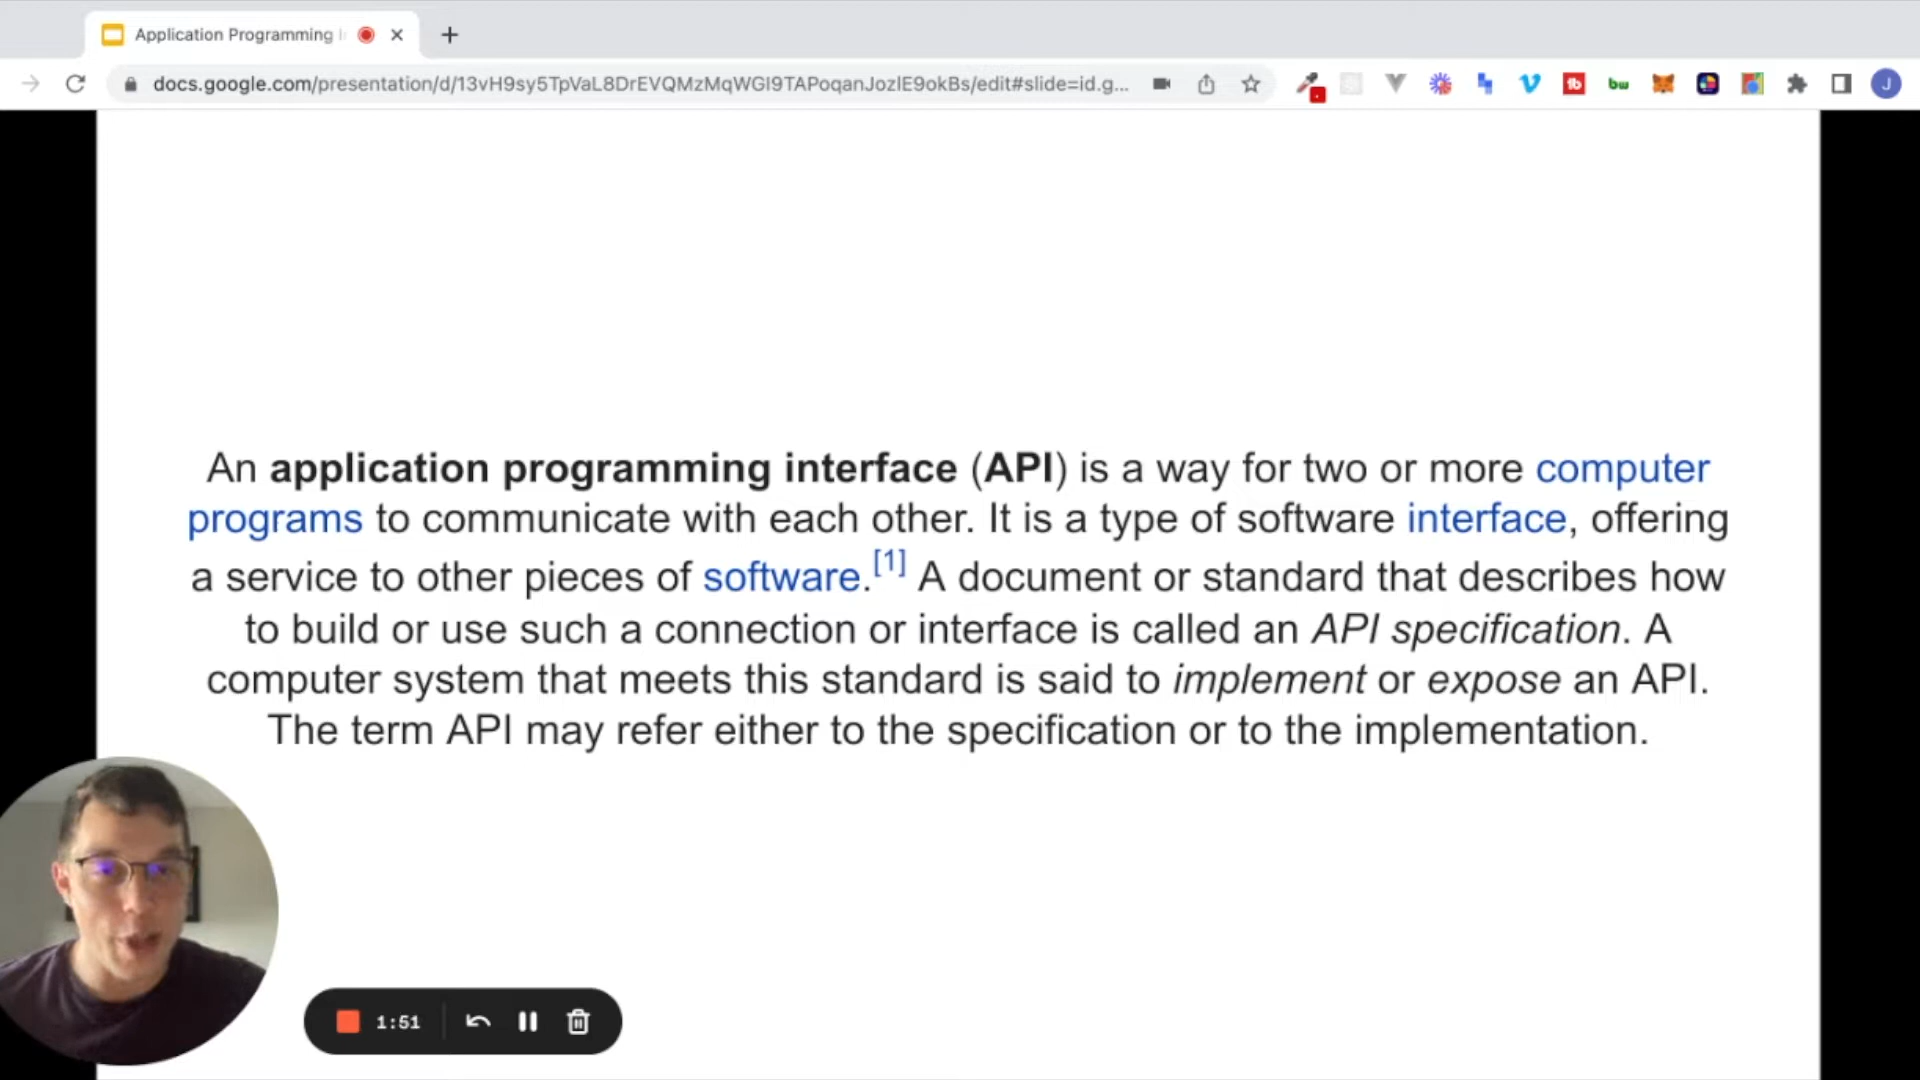 Application Programming
docs.google.com/presentation/d/13vH9sy5TpVaL8DrEVQMzMqWGI9TAPoqanJozIE9okBs/edit#slide=id.g...
tb
bw
J
An application programming interface (API) is a way for two or more computer
programs to communicate with each other. It is a type of software interface, offering
a service to other pieces of software.[1] A document or standard that describes how
to build or use such a connection or interface is called an API specification. A
computer system that meets this standard is said to implement or expose an API.
The term API may refer either to the specification or to the implementation.
1:51